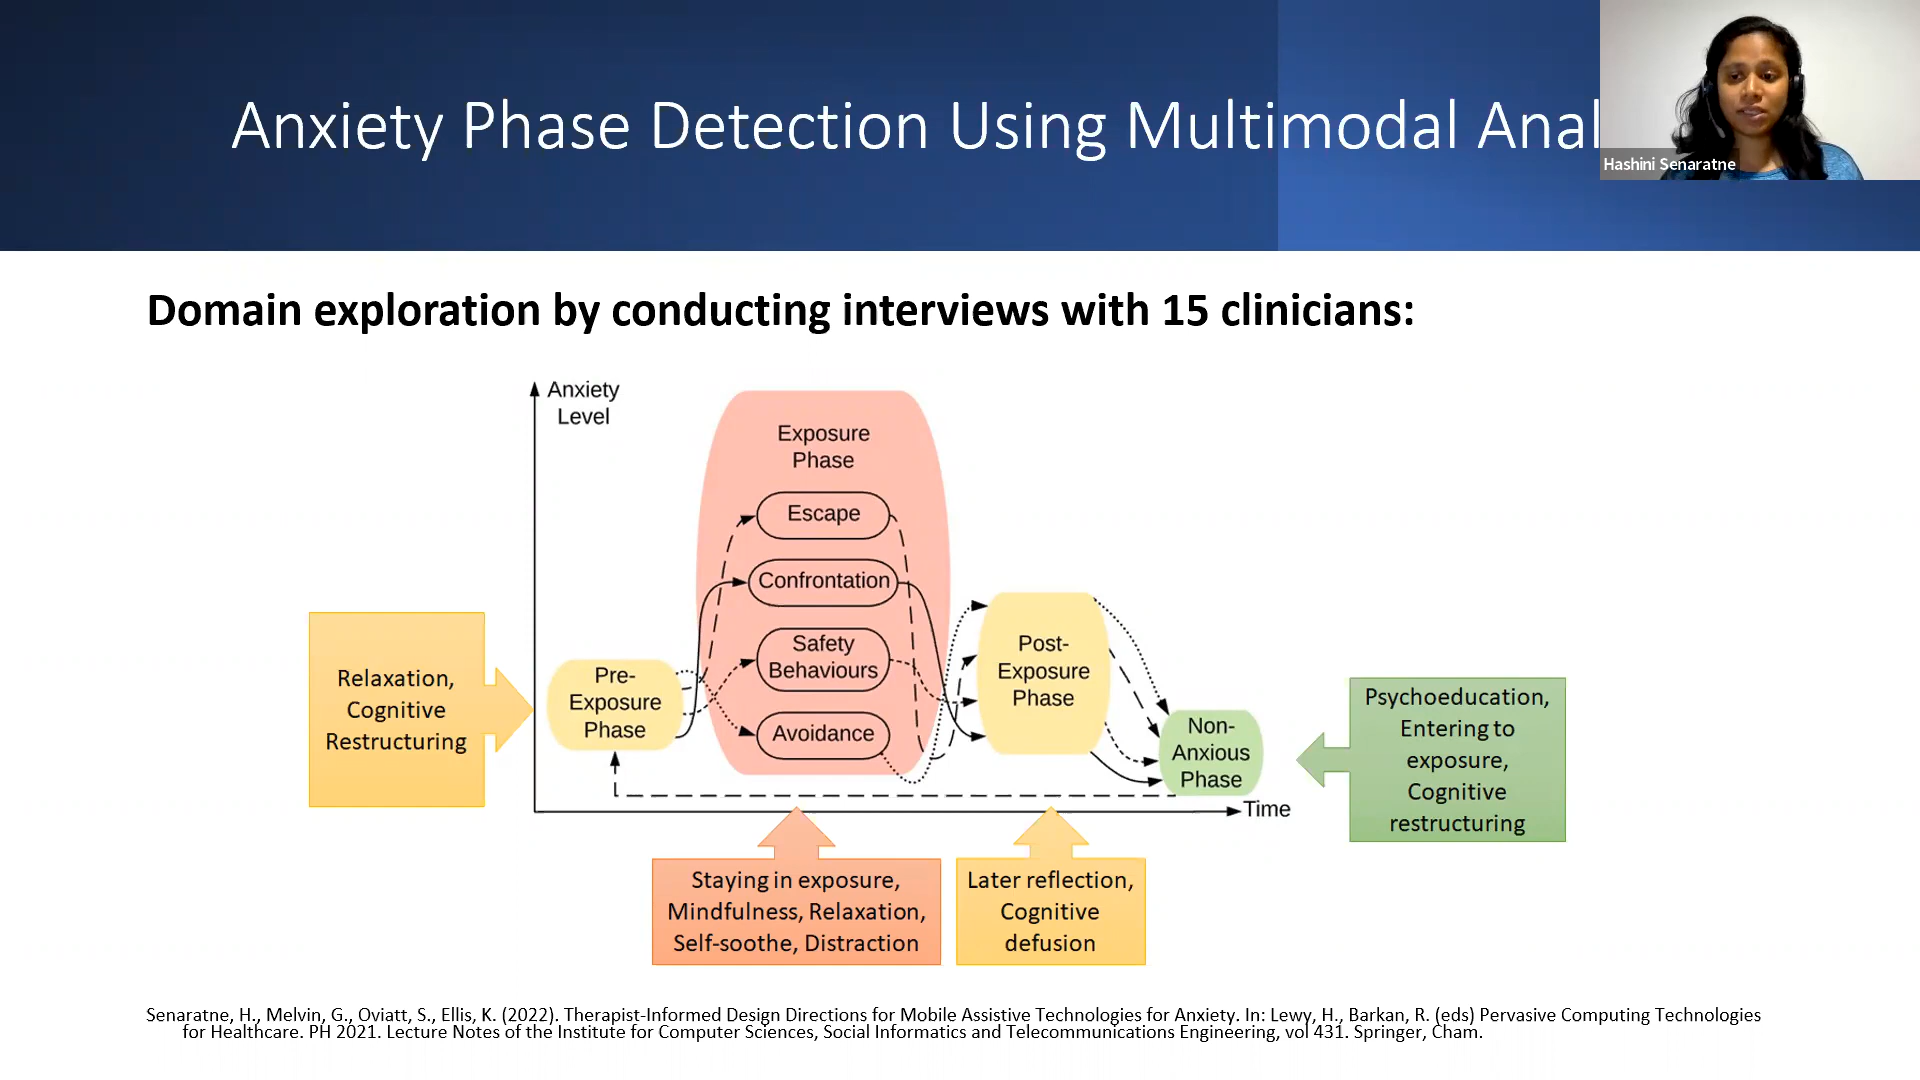 Anxiety Phase Detection Using Multimodal Anal
Hashini Senaratne
Domain exploration by conducting interviews with 15 clinicians:
Anxiety
Level
Exposure
Phase
Escape
Confrontation
Safety
Behaviours
Avoidance
Pre-
Exposure
Phase
Post-
Exposure
Phase
Non-
Anxious
Phase
Time
Relaxation,
Cognitive
Restructuring
Psychoeducation,
Entering to
exposure,
Cognitive
restructuring
Staying in exposure,
Mindfulness, Relaxation,
Self-soothe, Distraction
Later reflection,
Cognitive
defusion
Senaratne, H., Melvin, G., Oviatt, S., Ellis, K. (2022). Therapist-Informed Design Directions for Mobile Assistive Technologies for Anxiety. In: Lewy, H., Barkan, R. (eds) Pervasive Computing Technologies
for Healthcare. PH 2021. Lecture Notes of the Institute for Computer Sciences, Social Informatics and Telecommunications Engineering, vol 431. Springer, Cham.